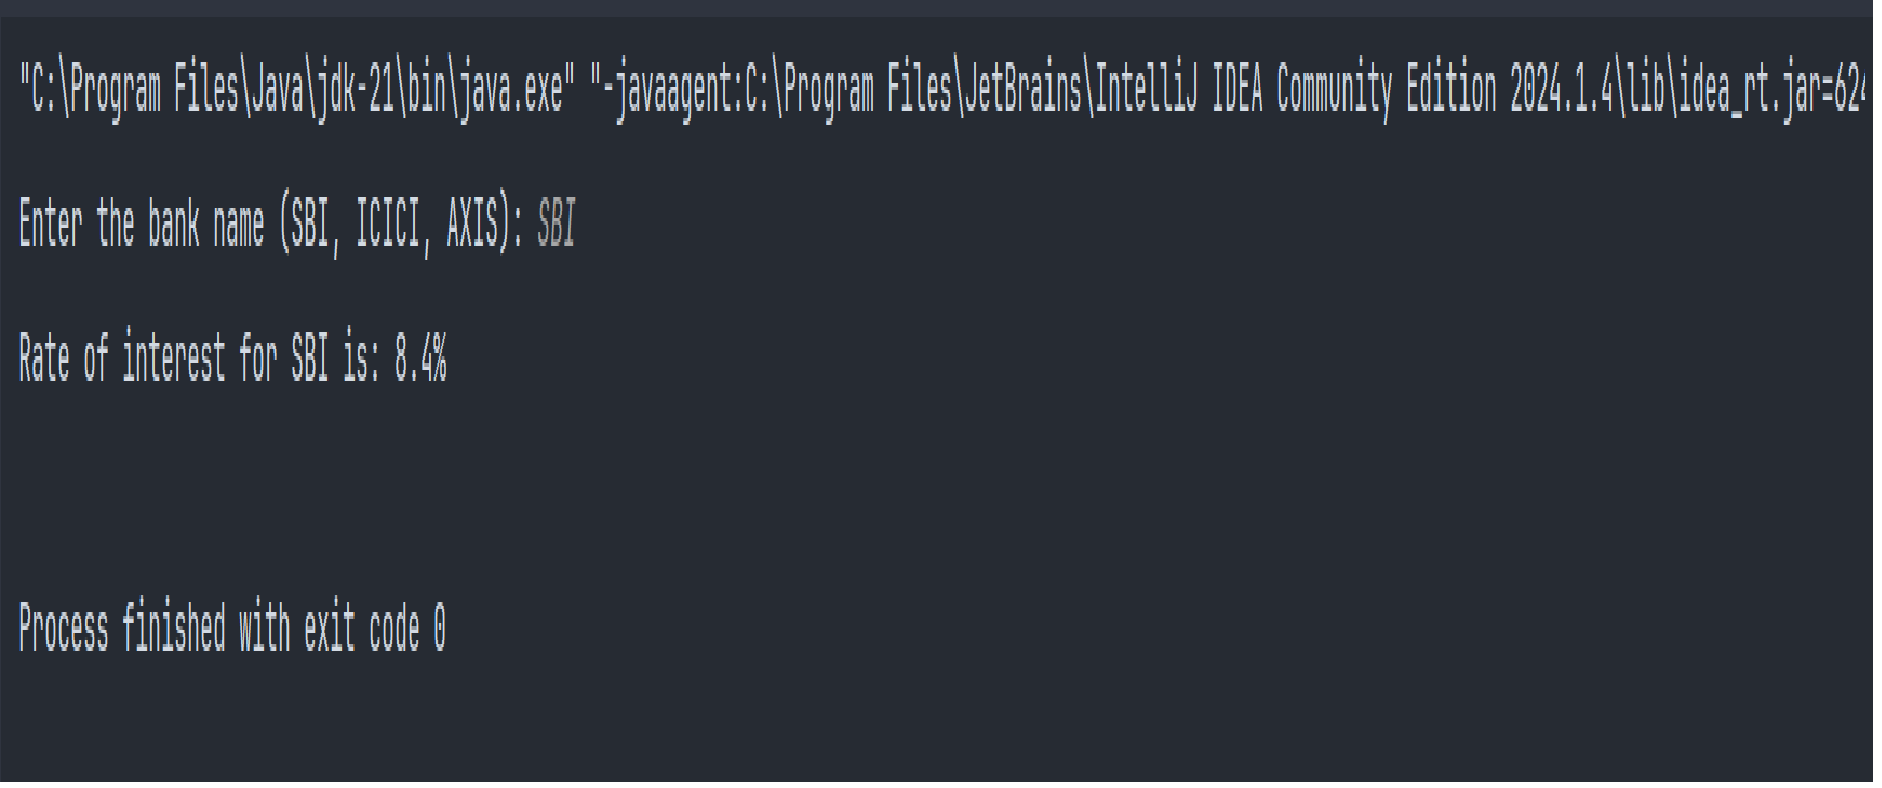 "C:\Program Files\Java\jdk-21\bin\java.exe" "-javaagent:C:\Program Files\JetBrains\IntelliJ IDEA Community Edition 2024.1.4\lib\idea_rt.jar=624
Enter the bank name (SBI, ICICI, AXIS): SBI
Rate of interest for SBI is: 8.4%
Process finished with exit code 0